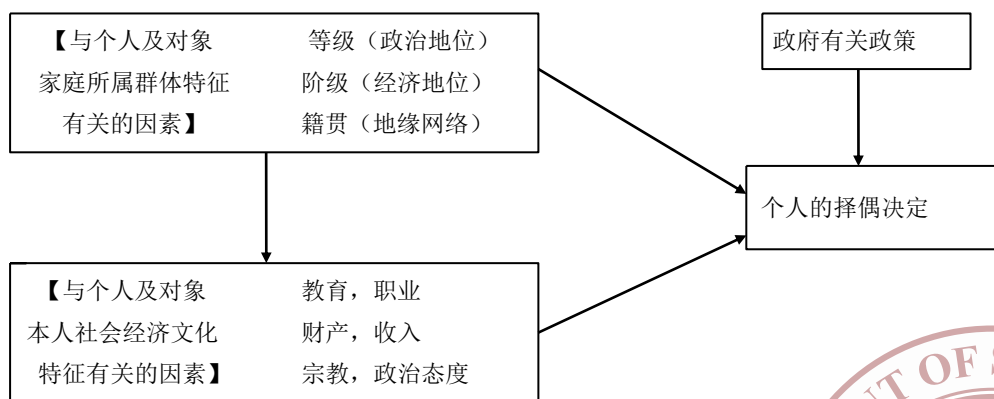 【与个人及对象 等级（政治地位）
家庭所属群体特征 阶级（经济地位）
有关的因素】 籍贯（地缘网络）
政府有关政策
个人的择偶决定
【与个人及对象 教育，职业
本人社会经济文化 财产，收入
特征有关的因素】 宗教，政治态度
OF